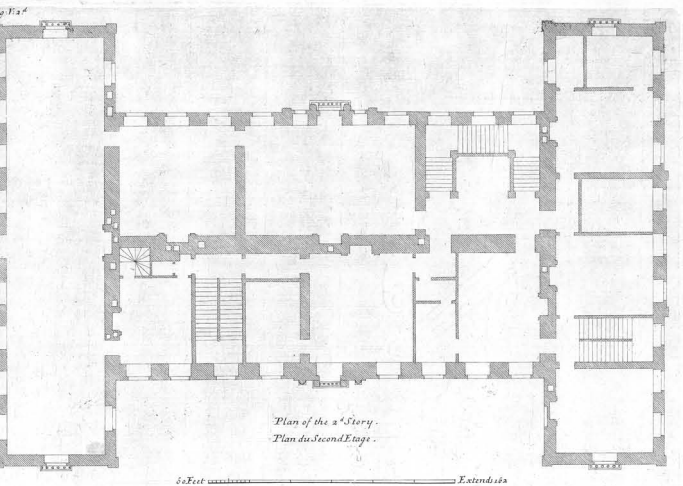 Plan of the 2d Story.
Plan du Second Etage.
50 Feet Extends 162